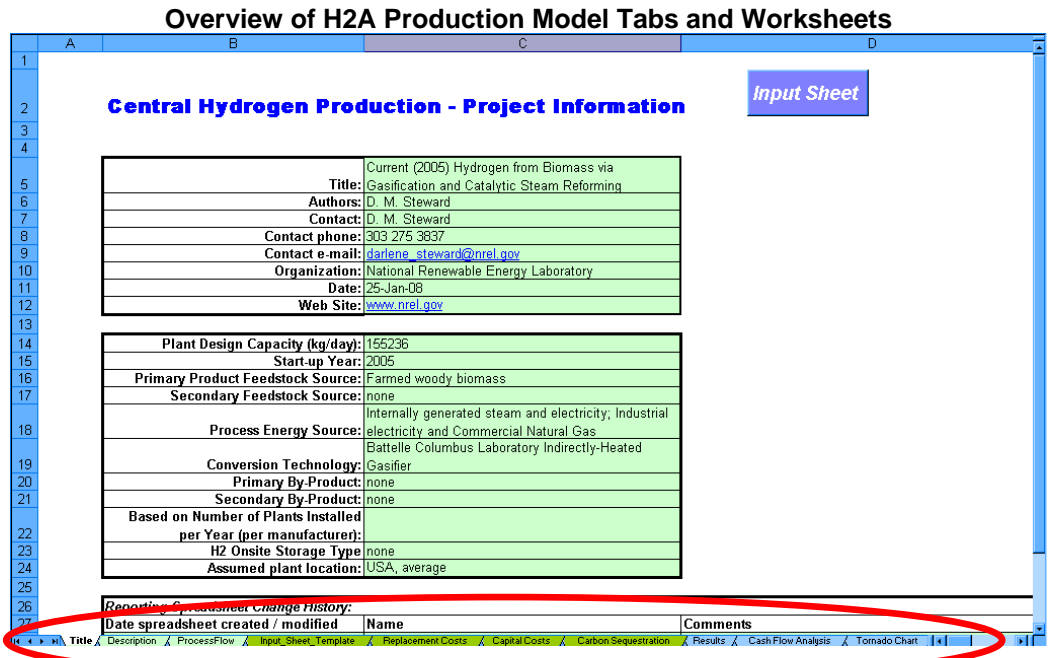 Overview of H2A Production Model Tabs and Worksheets
A B C D
1
2 Central Hydrogen Production - Project Information Input Sheet
3
4
Current (2005) Hydrogen from Biomass via
5 Title: Gasification and Catalytic Steam Reforming
6 Authors: D. M. Steward
7 Contact: D. M. Steward
8 Contact phone: 303 275 3837
9 Contact e-mail: darlene_steward@nrel.gov
10 Organization: National Renewable Energy Laboratory
11 Date: 25-Jan-08
12 Web Site: www.nrel.gov
13
14 Plant Design Capacity (kg/day): 155236
15 Start-up Year: 2005
16 Primary Product Feedstock Source: Farmed woody biomass
17 Secondary Feedstock Source: none
Internally generated steam and electricity; Industrial
18 Process Energy Source: electricity and Commercial Natural Gas
Battelle Columbus Laboratory Indirectly-Heated
19 Conversion Technology: Gasifier
20 Primary By-Product: none
21 Secondary By-Product: none
Based on Number of Plants Installed
22 per Year (per manufacturer):
23 H2 Onsite Storage Type none
24 Assumed plant location: USA, average
25
26 Reporting Spreadsheet Change History:
27 Date spreadsheet created / modified Name Comments
Title Description ProcessFlow Input_Sheet_Template Replacement Costs Capital Costs Carbon Sequestration Results Cash Flow Analysis Tornado Chart